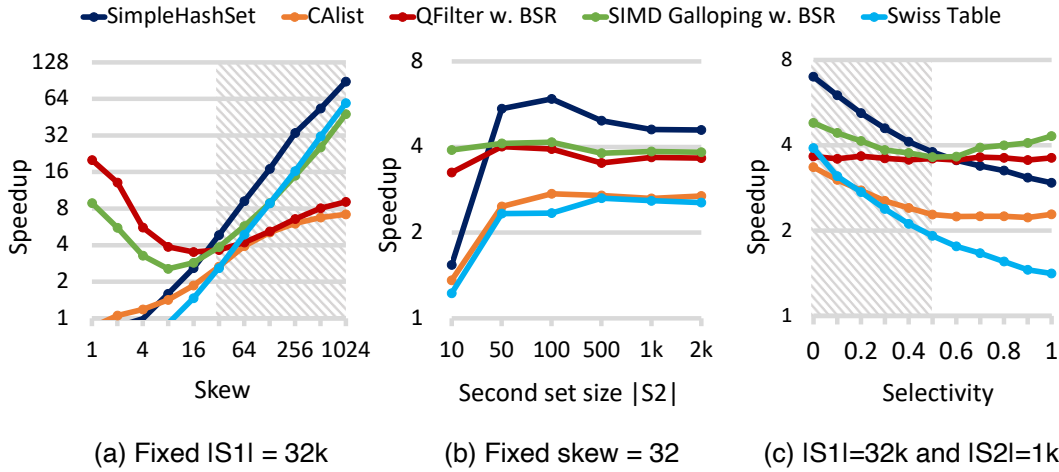 SimpleHashSet CAlist QFilter w. BSR SIMD Galloping w. BSR Swiss Table
Speedup
128
64
32
16
8
4
2
1
1 4 16 64 256 1024
Skew
(a) Fixed |S1| = 32k
Speedup
8
4
2
1
10 50 100 500 1k 2k
Second set size |S2|
(b) Fixed skew = 32
Speedup
8
4
2
1
0 0.2 0.4 0.6 0.8 1
Selectivity
(c) |S1|=32k and |S2|=1k